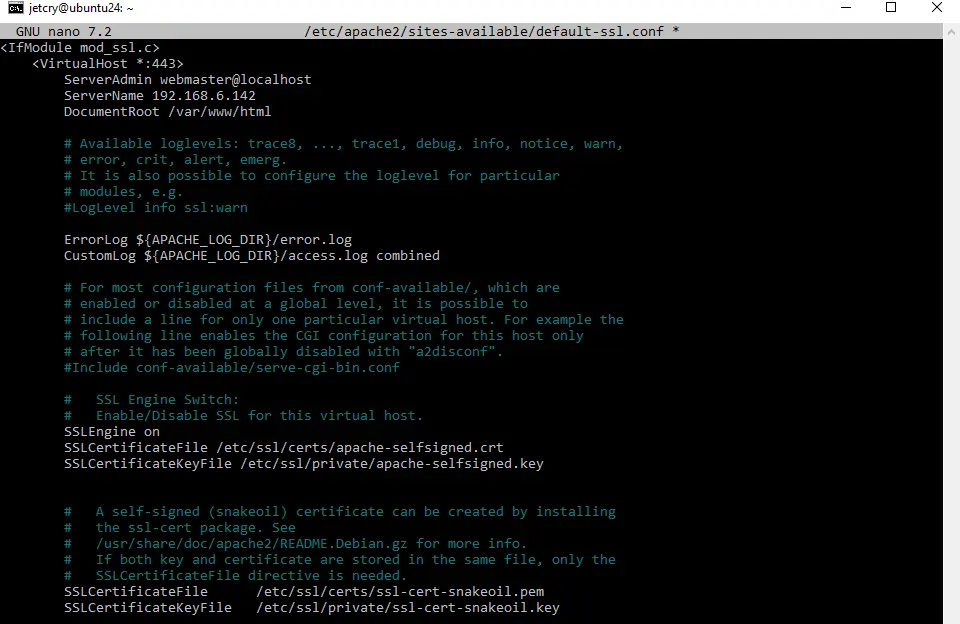 jetcry@ubuntu24: ~
GNU nano 7.2 /etc/apache2/sites-available/default-ssl.conf *
<IfModule mod_ssl.c>
<VirtualHost *:443>
ServerAdmin webmaster@localhost
ServerName 192.168.6.142
DocumentRoot /var/www/html
# Available loglevels: trace8, ..., trace1, debug, info, notice, warn,
# error, crit, alert, emerg.
# It is also possible to configure the loglevel for particular
# modules, e.g.
#LogLevel info ssl:warn
ErrorLog ${APACHE_LOG_DIR}/error.log
CustomLog ${APACHE_LOG_DIR}/access.log combined
# For most configuration files from conf-available/, which are
# enabled or disabled at a global level, it is possible to
# include a line for only one particular virtual host. For example the
# following line enables the CGI configuration for this host only
# after it has been globally disabled with "a2disconf".
#Include conf-available/serve-cgi-bin.conf
#   SSL Engine Switch:
#   Enable/Disable SSL for this virtual host.
SSLEngine on
SSLCertificateFile /etc/ssl/certs/apache-selfsigned.crt
SSLCertificateKeyFile /etc/ssl/private/apache-selfsigned.key
#   A self-signed (snakeoil) certificate can be created by installing
#   the ssl-cert package. See
#   /usr/share/doc/apache2/README.Debian.gz for more info.
#   If both key and certificate are stored in the same file, only the
#   SSLCertificateFile directive is needed.
SSLCertificateFile      /etc/ssl/certs/ssl-cert-snakeoil.pem
SSLCertificateKeyFile   /etc/ssl/private/ssl-cert-snakeoil.key